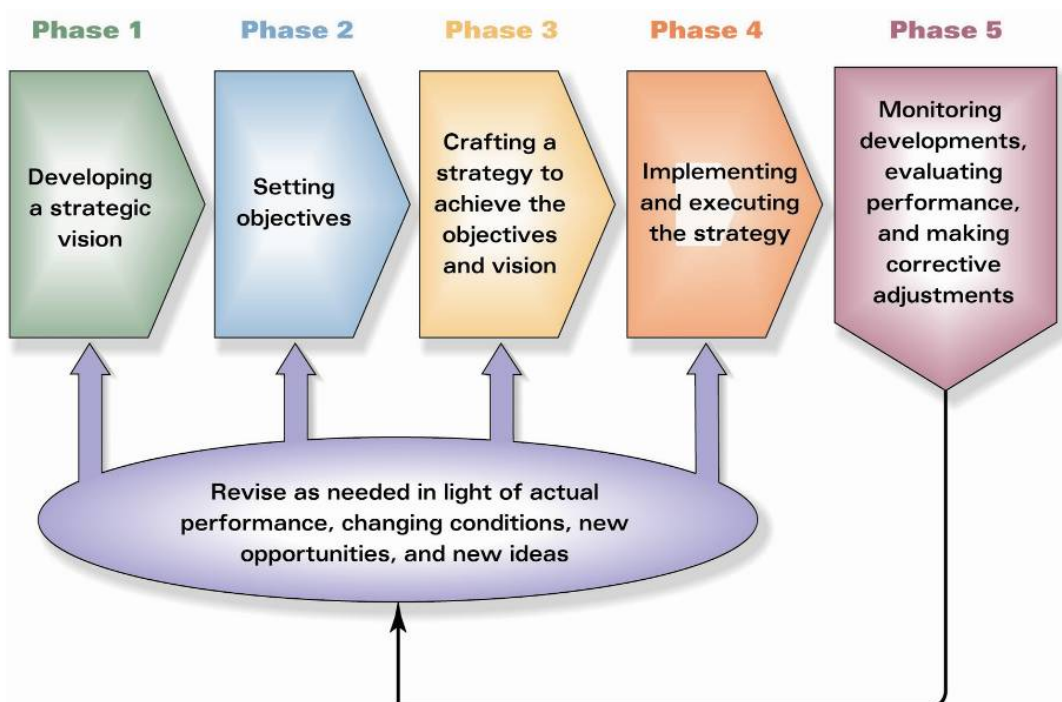 Phase 1
Phase 2
Phase 3
Phase 4
Phase 5
Developing
a strategic
vision
Setting
objectives
Crafting a
strategy to
achieve the
objectives
and vision
Implementing
and executing
the strategy
Monitoring
developments,
evaluating
performance,
and making
corrective
adjustments
Revise as needed in light of actual
performance, changing conditions, new
opportunities, and new ideas